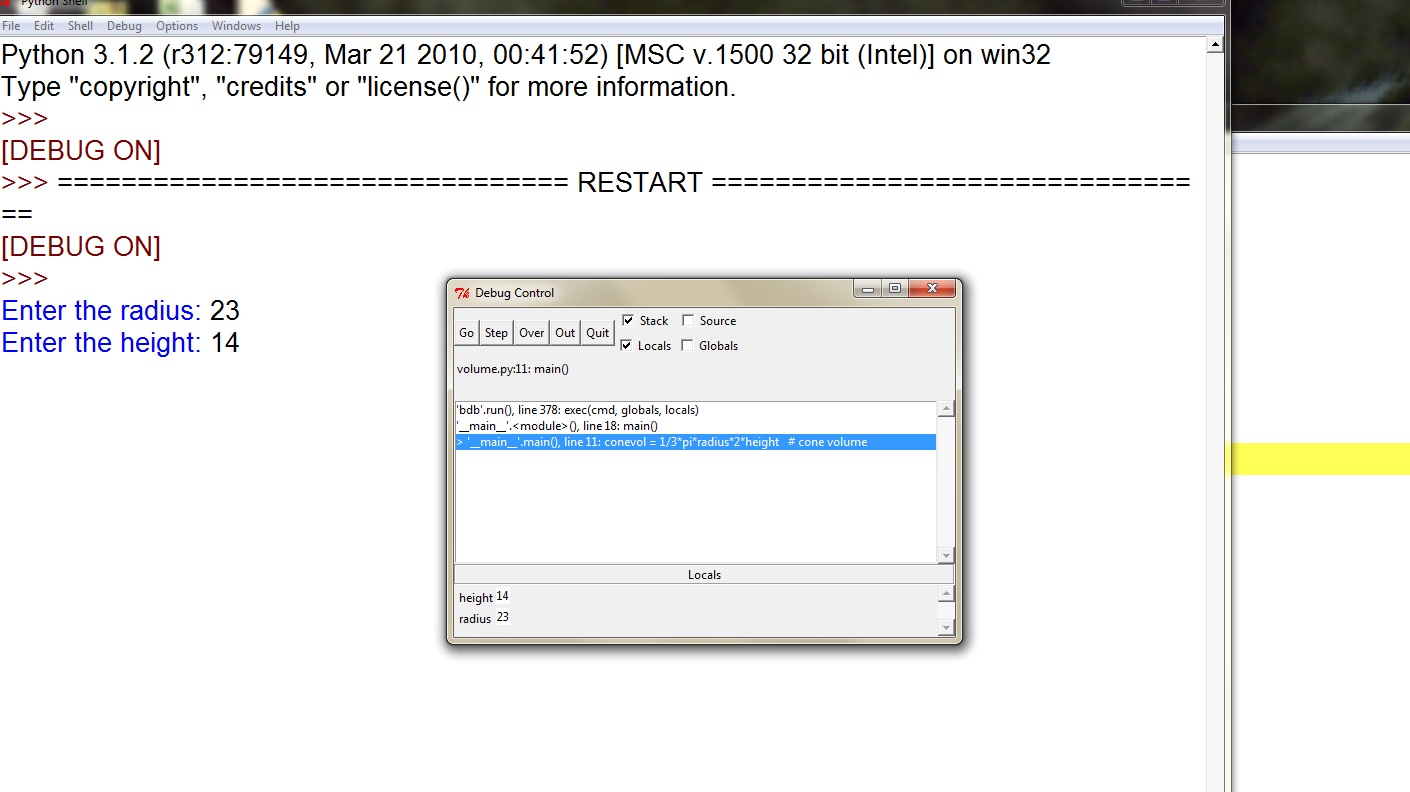 Python Shell
File Edit Shell Debug Options Windows Help
Python 3.1.2 (r312:79149, Mar 21 2010, 00:41:52) [MSC v.1500 32 bit (Intel)] on win32
Type "copyright", "credits" or "license()" for more information.
>>>
[DEBUG ON]
>>> ================================ RESTART ==============================
==
[DEBUG ON]
>>>
Enter the radius: 23
Enter the height: 14
Debug Control
Go Step Over Out Quit Stack Source
Locals Globals
volume.py:11: main()
'bdb'.run(), line 378: exec(cmd, globals, locals)
'__main__'.<module>(), line 18: main()
> '__main__'.main(), line 11: conevol = 1/3*pi*radius*2*height # cone volume
Locals
height 14
radius 23